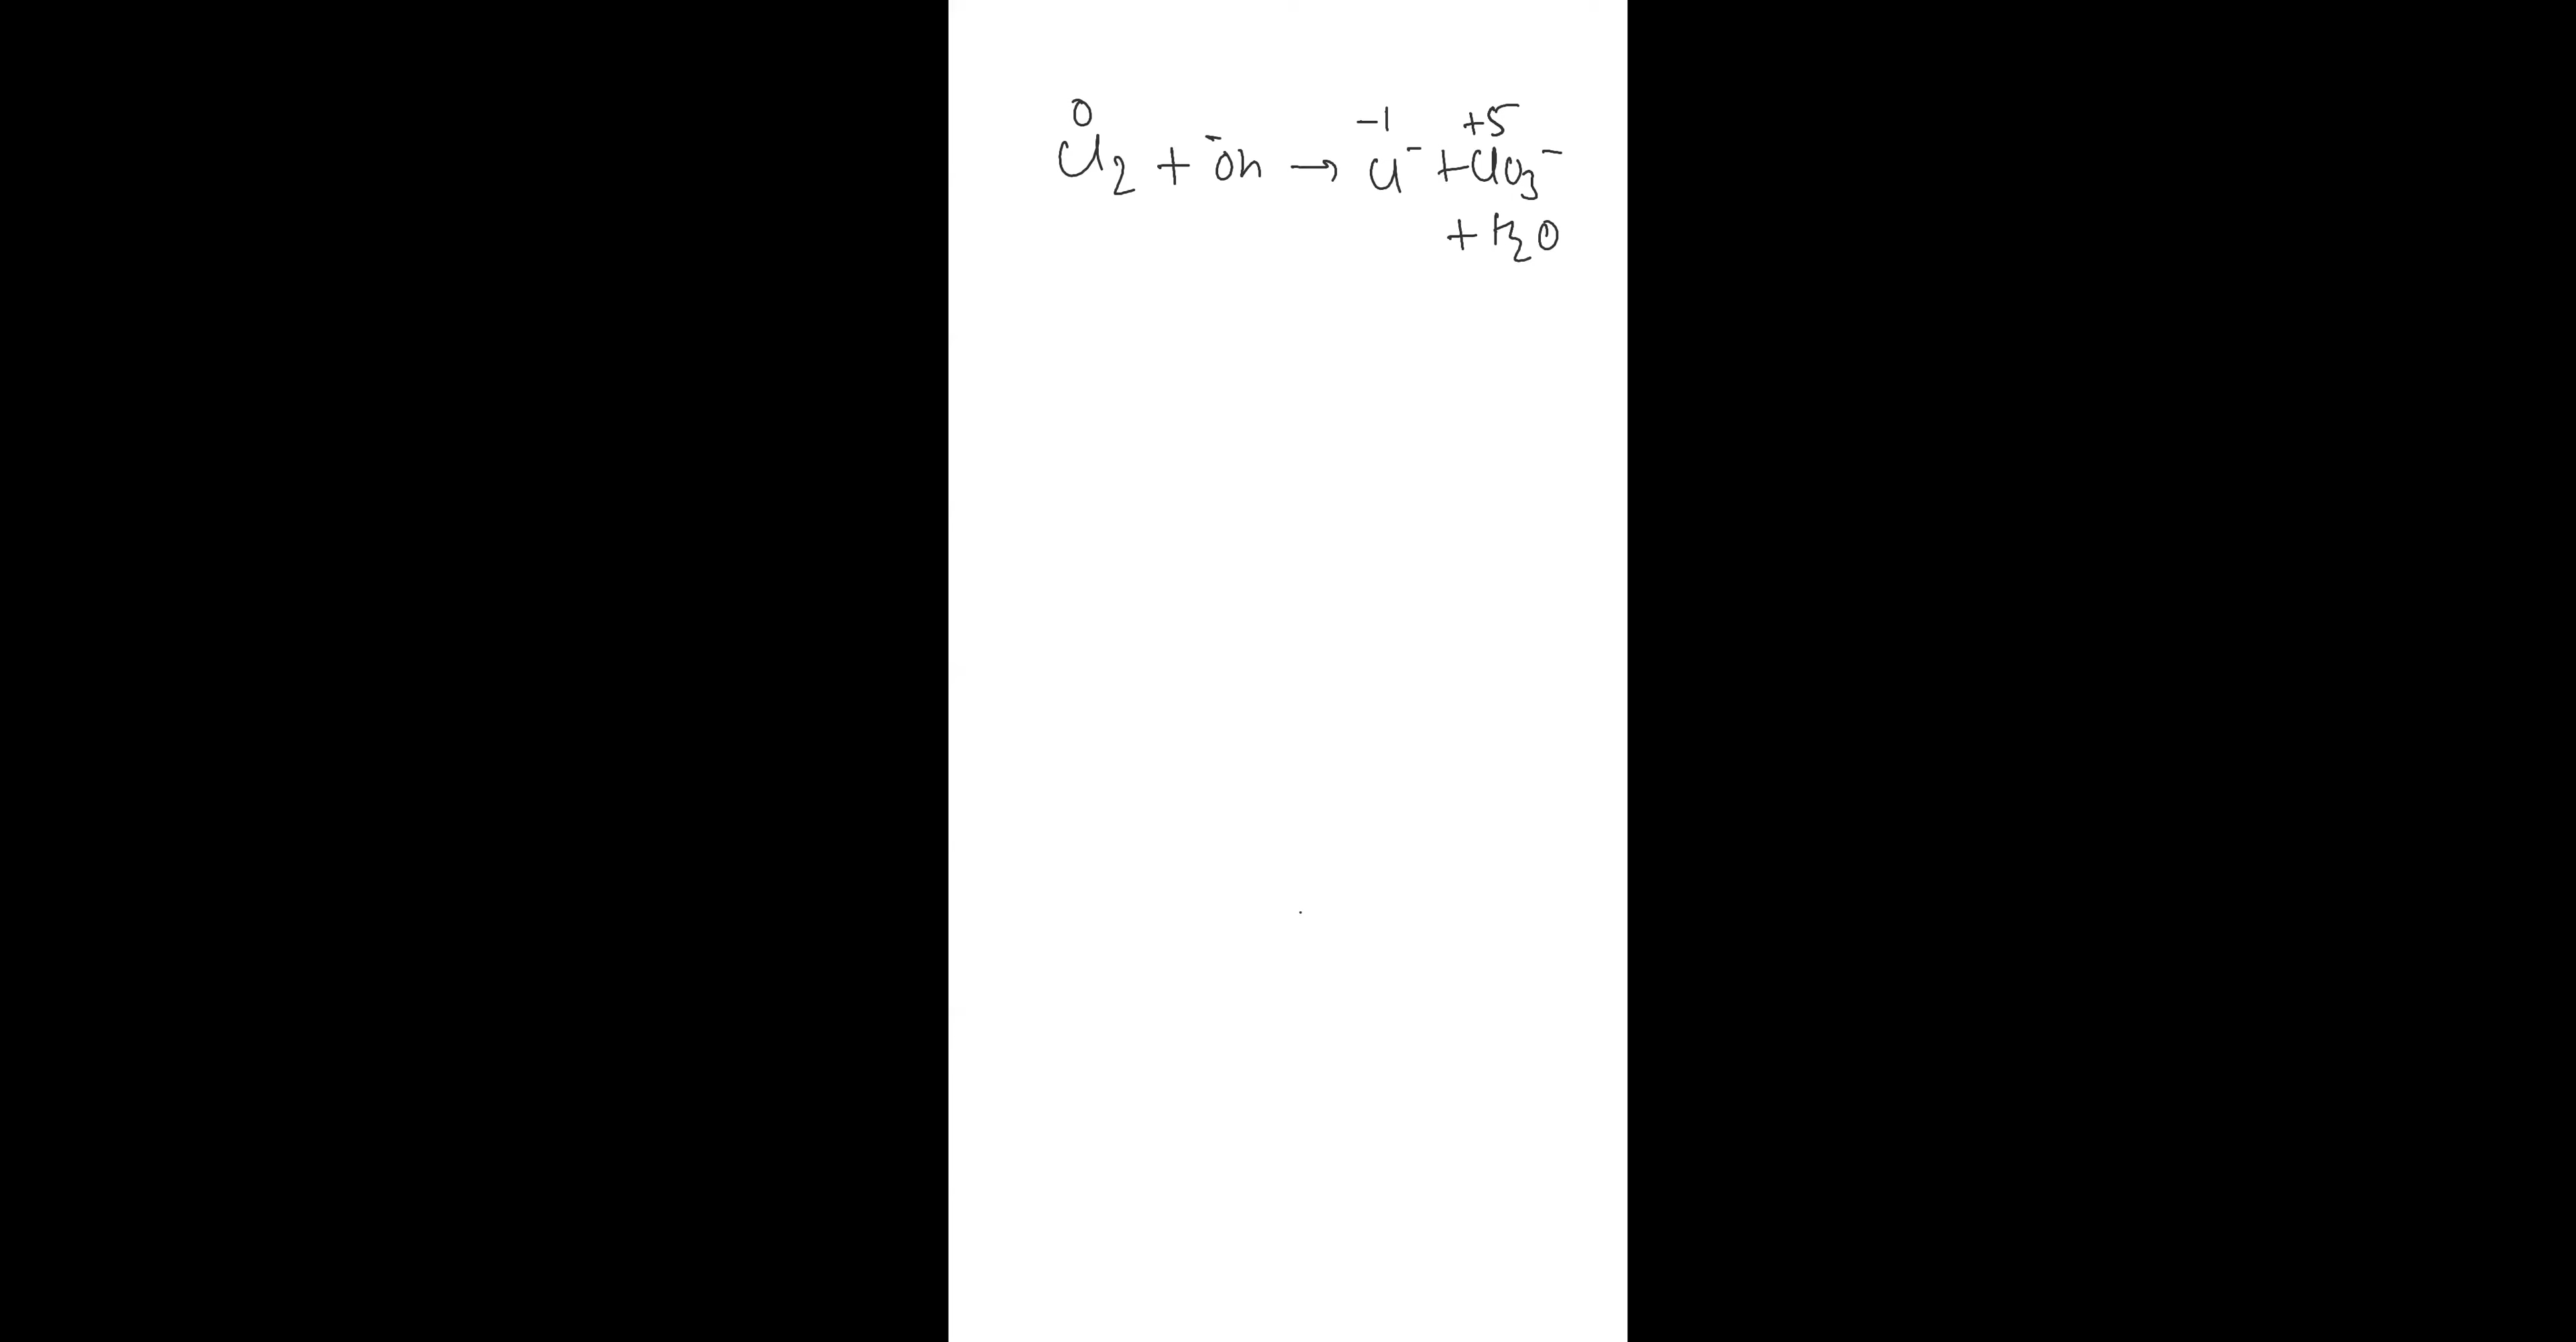 0 -1 +5
Cl₂ + ⁻oh → Cl⁻ + ClO₃⁻
+ H₂O